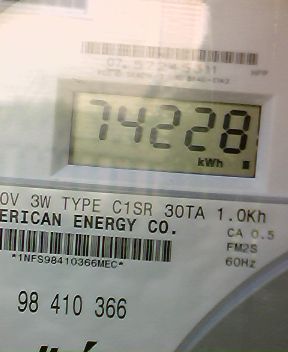 74228
kWh
0V 3W TYPE C1SR 30TA 1.0Kh
ERICAN ENERGY CO.
CA 0.5
FM2S
*1NFS98410366MEC*
60Hz
98 410 366